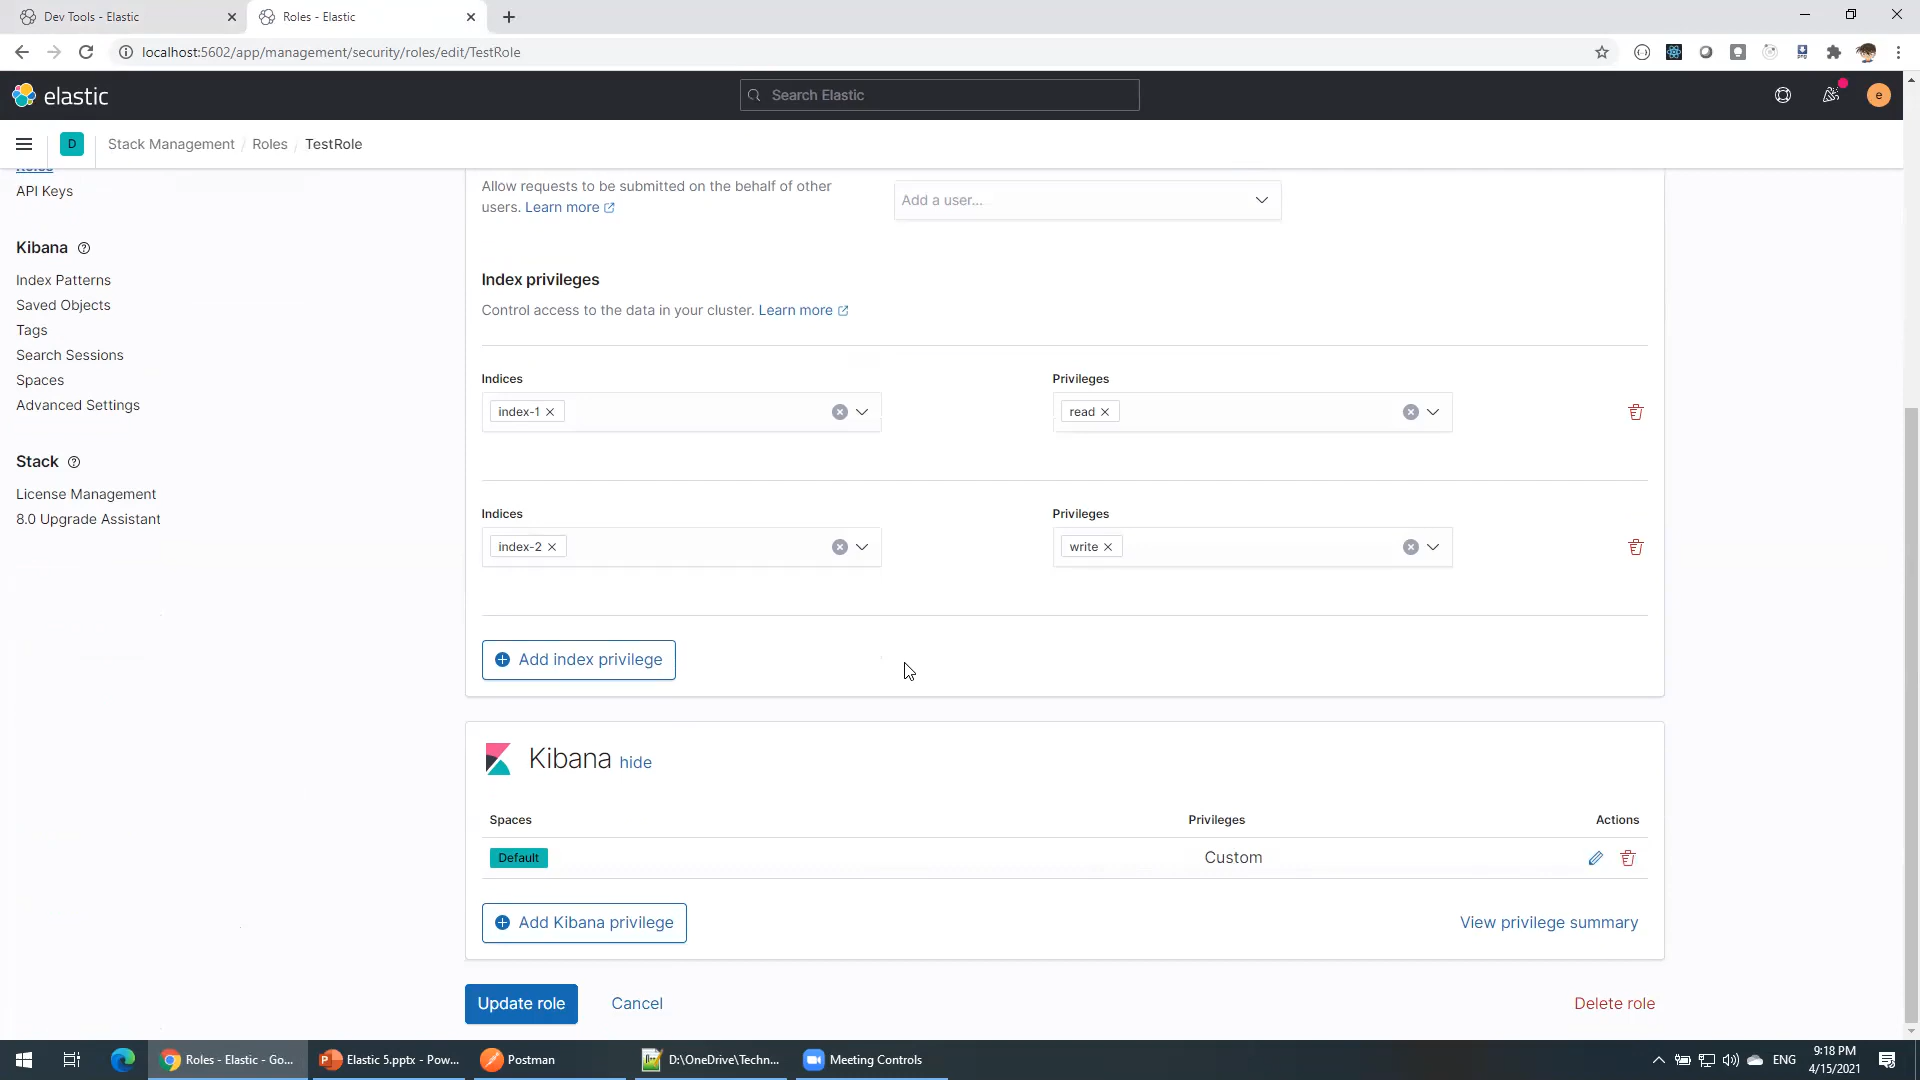 Dev Tools - Elastic
Roles - Elastic
localhost:5602/app/management/security/roles/edit/TestRole
elastic
Search Elastic
e
D
Stack Management / Roles / TestRole
Roles
API Keys
Kibana
Index Patterns
Saved Objects
Tags
Search Sessions
Spaces
Advanced Settings
Stack
License Management
8.0 Upgrade Assistant
Allow requests to be submitted on the behalf of other
users. Learn more
Add a user...
Index privileges
Control access to the data in your cluster. Learn more
Indices
Privileges
index-1
read
Indices
Privileges
index-2
write
Add index privilege
Kibana hide
Spaces
Privileges
Actions
Default
Custom
Add Kibana privilege
View privilege summary
Update role
Cancel
Delete role
Roles - Elastic - Go...
Elastic 5.pptx - Pow...
Postman
D:\OneDrive\Techn...
Meeting Controls
ENG
9:18 PM
4/15/2021